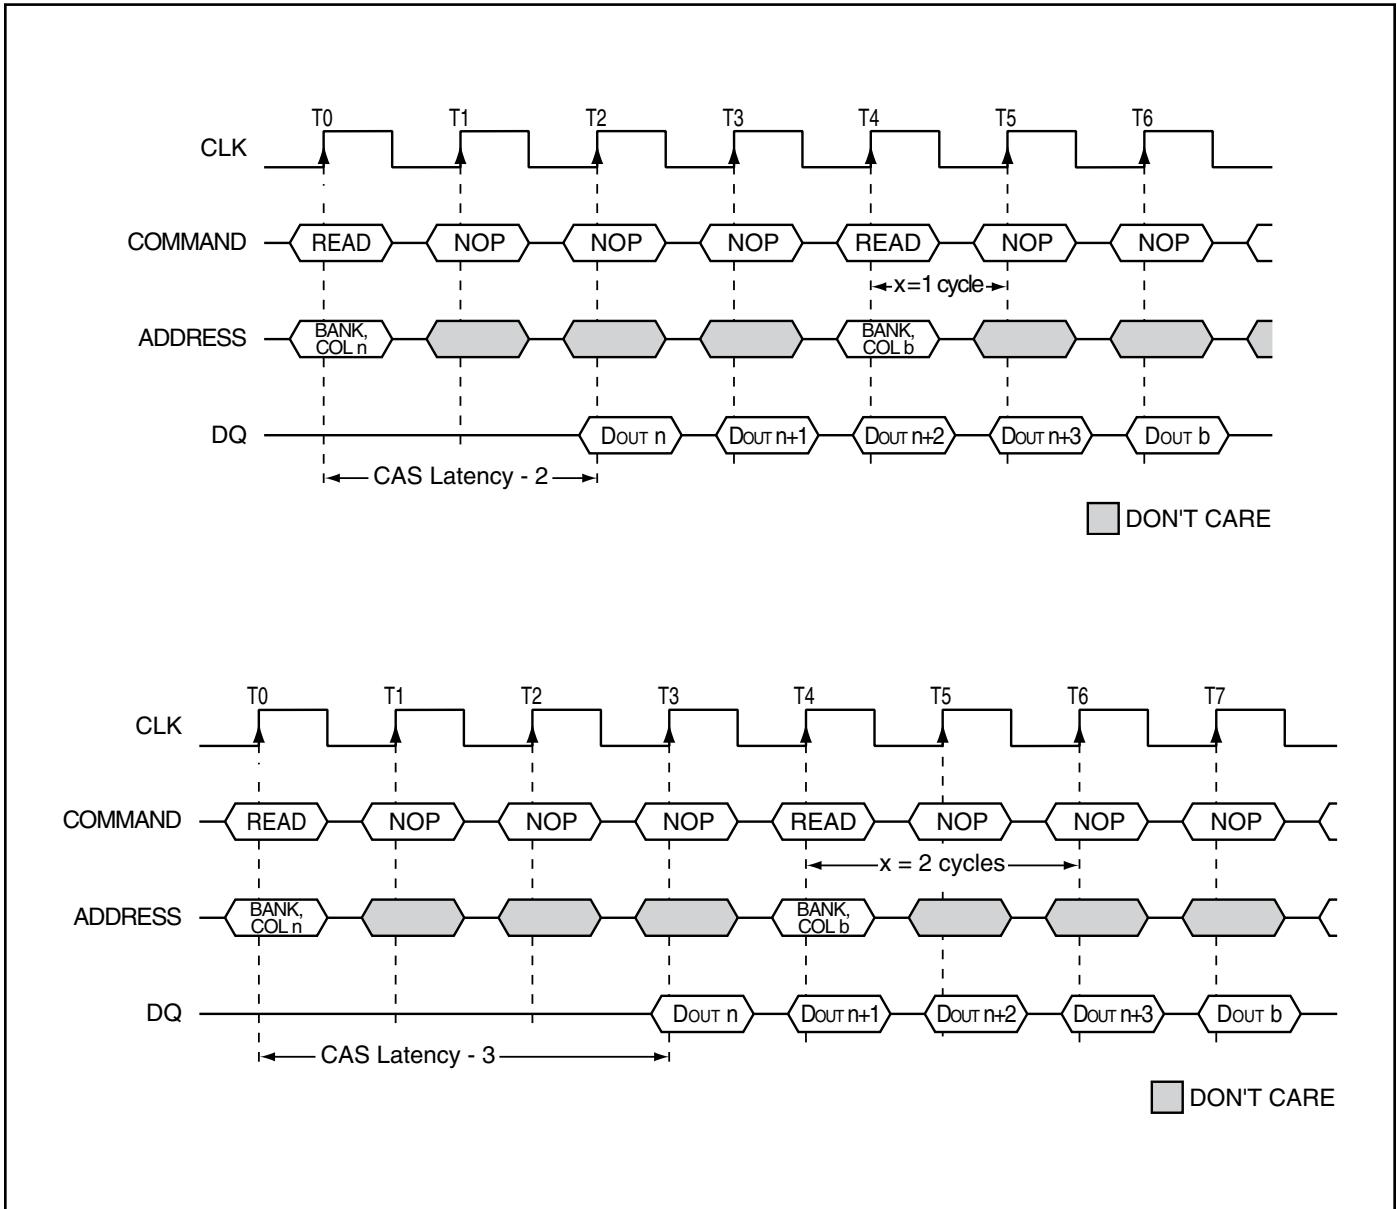 T0 T1 T2 T3 T4 T5 T6
CLK
COMMAND READ NOP NOP NOP READ NOP NOP
x=1 cycle
ADDRESS BANK, COL n BANK, COL b
DQ DOUT n DOUT n+1 DOUT n+2 DOUT n+3 DOUT b
CAS Latency - 2
DON'T CARE
T0 T1 T2 T3 T4 T5 T6 T7
CLK
COMMAND READ NOP NOP NOP READ NOP NOP NOP
x = 2 cycles
ADDRESS BANK, COL n BANK, COL b
DQ DOUT n DOUT n+1 DOUT n+2 DOUT n+3 DOUT b
CAS Latency - 3
DON'T CARE